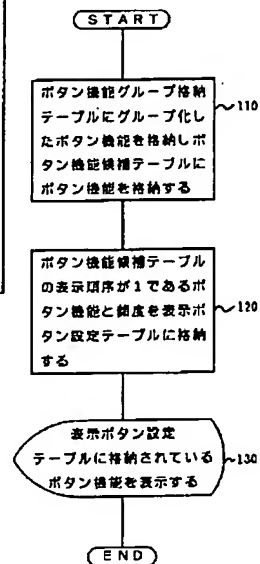 START
ボタン機能グループ格納
テーブルにグループ化し
たボタン機能を格納しボ
タン機能候補テーブルに
ボタン機能を格納する
110
ボタン機能候補テーブル
の表示順序が1であるボ
タン機能と頻度を表示ボ
タン設定テーブルに格納
する
120
表示ボタン設定
テーブルに格納されている
ボタン機能を表示する
130
END